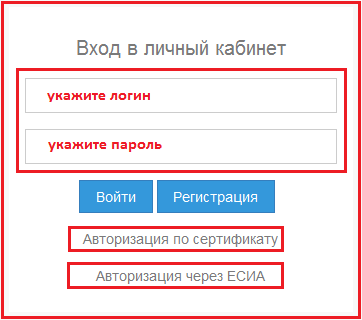 Вход в личный кабинет
укажите логин
укажите пароль
Войти Регистрация
Авторизация по сертификату
Авторизация через ЕСИА